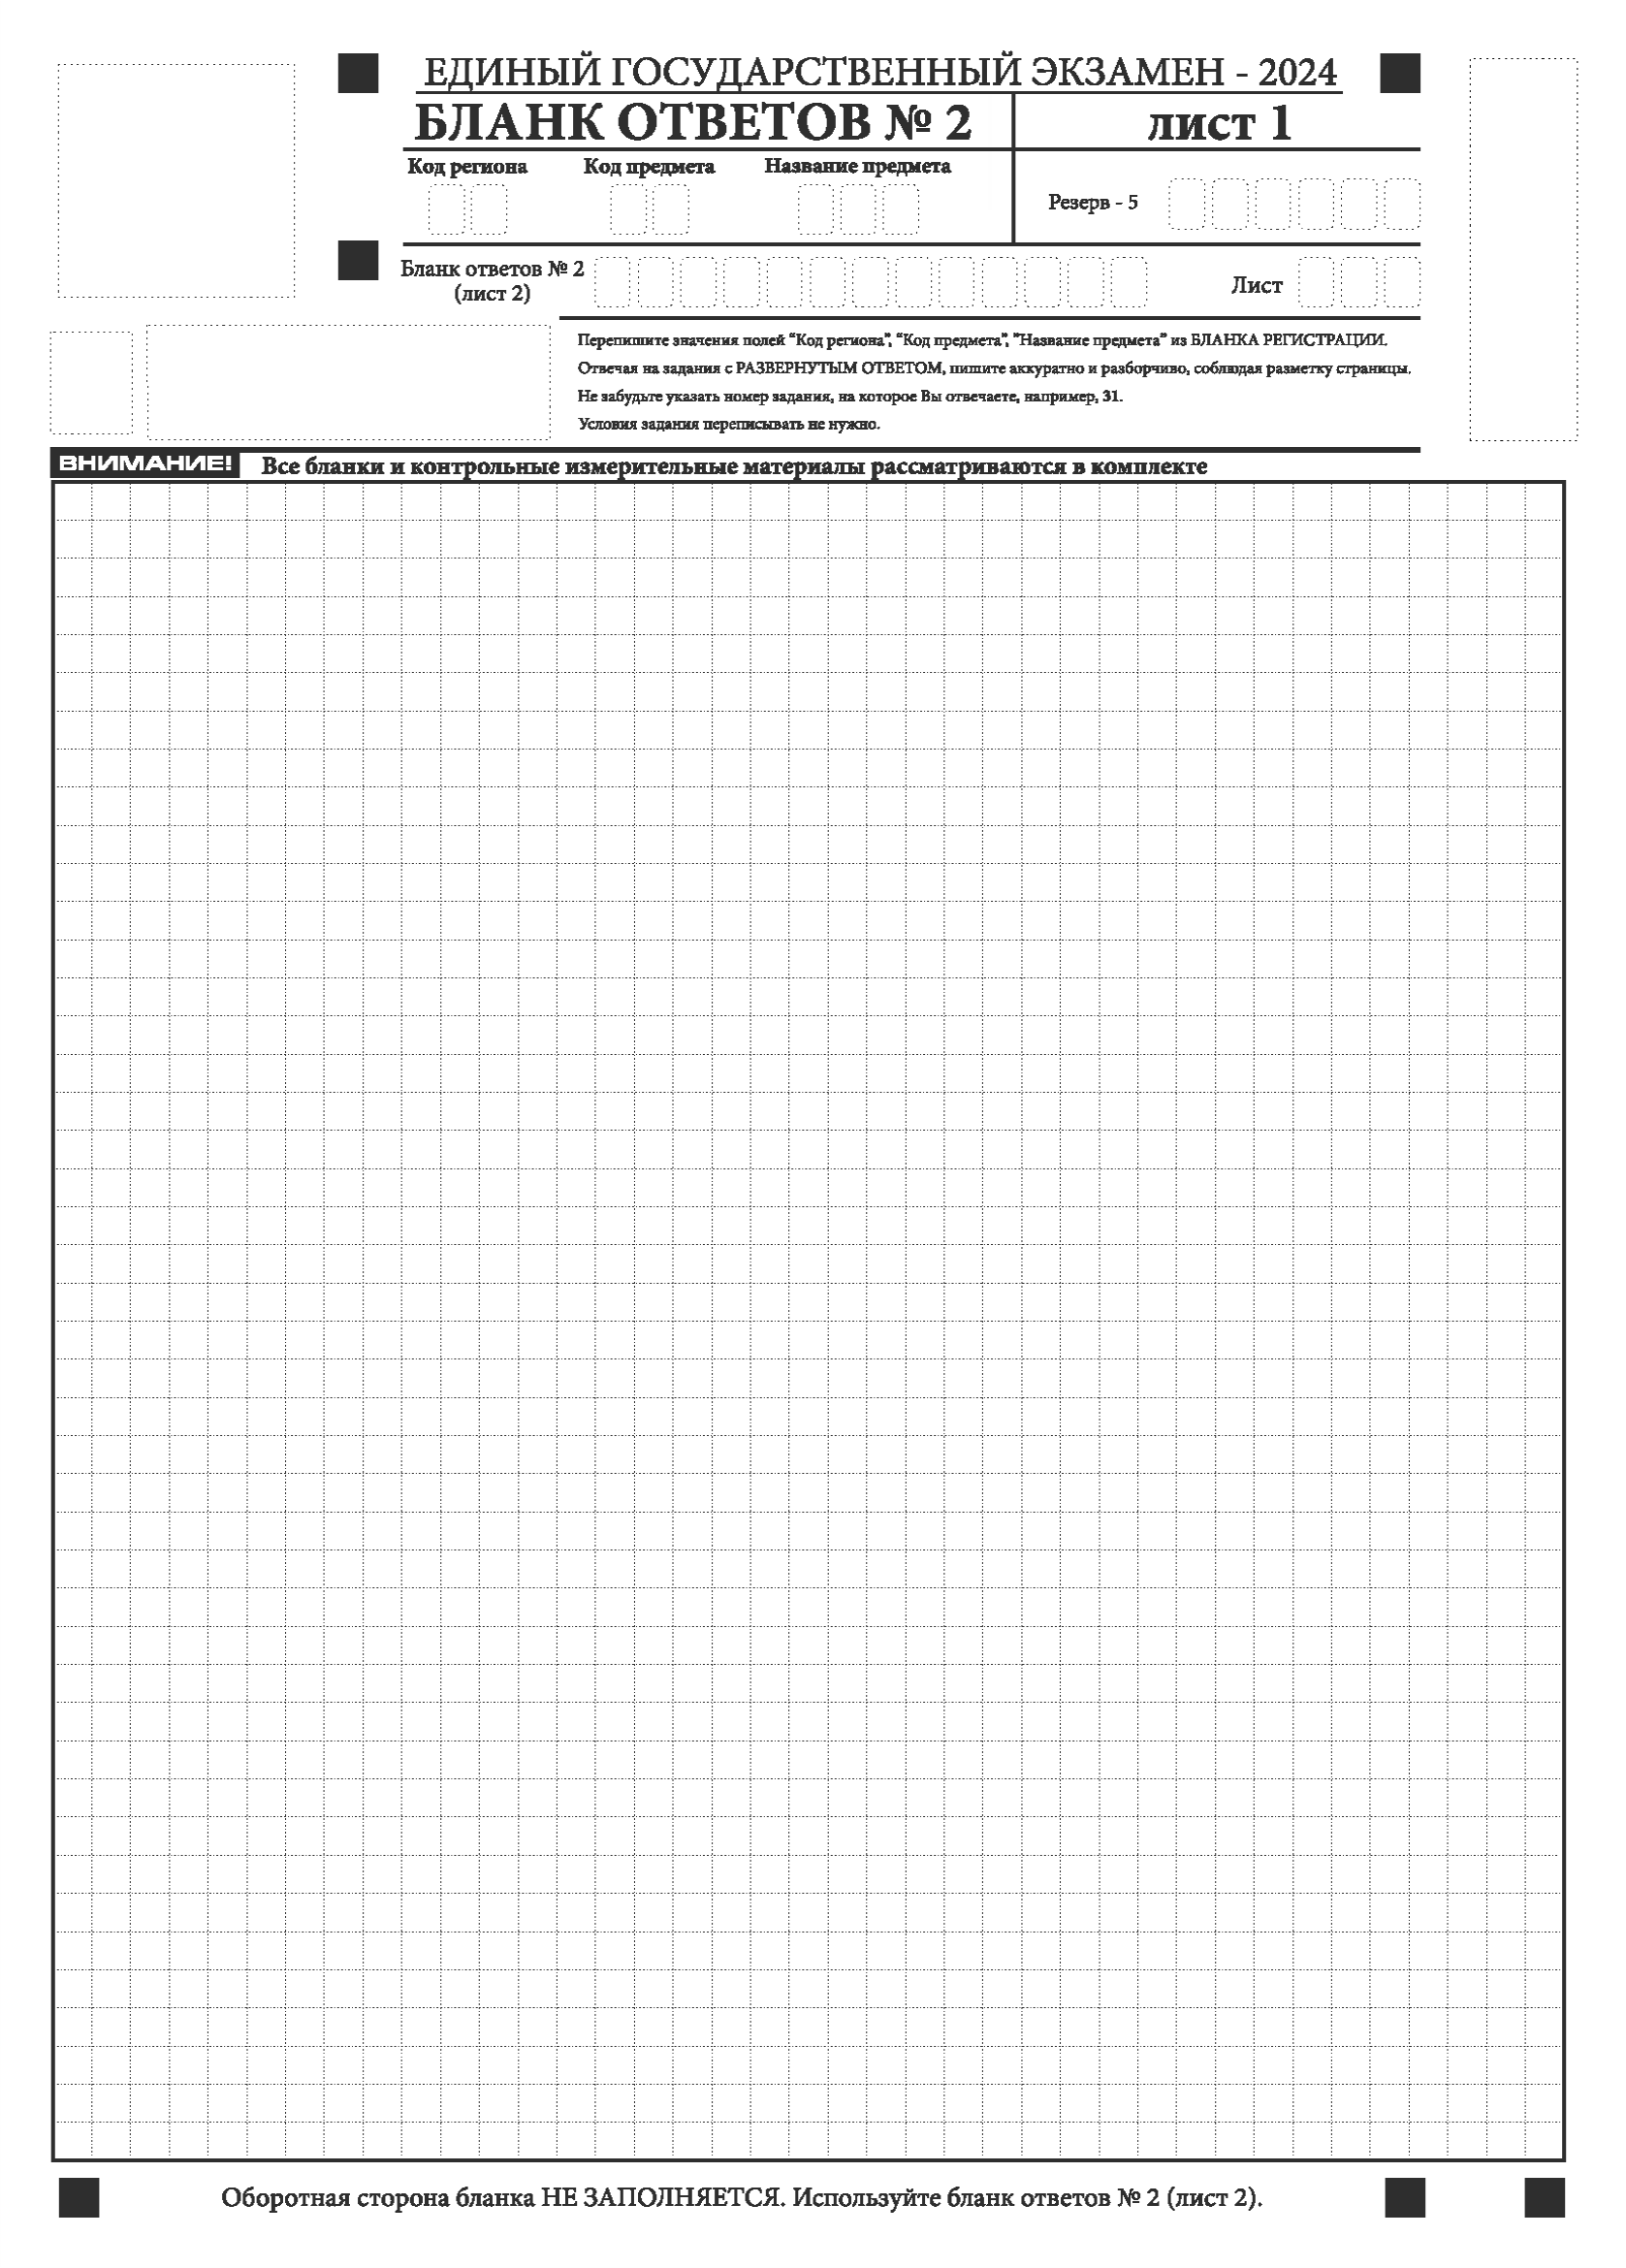 ЕДИНЫЙ ГОСУДАРСТВЕННЫЙ ЭКЗАМЕН - 2024
БЛАНК ОТВЕТОВ № 2
лист 1
Код региона
Код предмета
Название предмета
Резерв - 5
Бланк ответов № 2
(лист 2)
Лист
Перепишите значения полей “Код региона”, “Код предмета”, "Название предмета" из БЛАНКА РЕГИСТРАЦИИ.
Отвечая на задания с РАЗВЕРНУТЫМ ОТВЕТОМ, пишите аккуратно и разборчиво, соблюдая разметку страницы.
Не забудьте указать номер задания, на которое Вы отвечаете, например, 31.
Условия задания переписывать не нужно.
ВНИМАНИЕ!
Все бланки и контрольные измерительные материалы рассматриваются в комплекте
Оборотная сторона бланка НЕ ЗАПОЛНЯЕТСЯ. Используйте бланк ответов № 2 (лист 2).